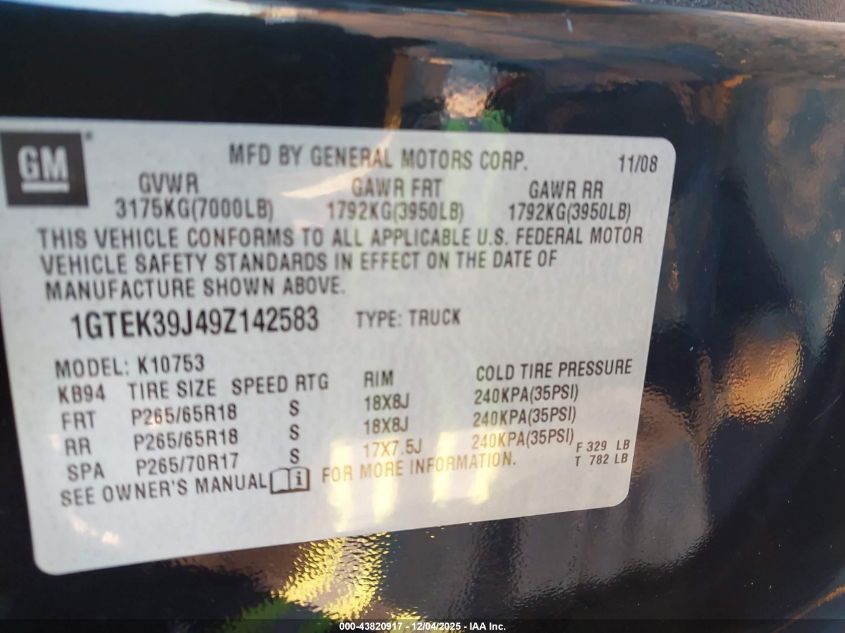 GM ®
MFD BY GENERAL MOTORS CORP. 11/08
GVWR GAWR FRT GAWR RR
3175KG(7000LB) 1792KG(3950LB) 1792KG(3950LB)
THIS VEHICLE CONFORMS TO ALL APPLICABLE U.S. FEDERAL MOTOR
VEHICLE SAFETY STANDARDS IN EFFECT ON THE DATE OF
MANUFACTURE SHOWN ABOVE.
1GTEK39J49Z142583 TYPE: TRUCK
MODEL: K10753
KB94 TIRE SIZE SPEED RTG RIM COLD TIRE PRESSURE
FRT P265/65R18 S 18X8J 240KPA(35PSI)
RR P265/65R18 S 18X8J 240KPA(35PSI)
SPA P265/70R17 S 17X7.5J 240KPA(35PSI)
SEE OWNER'S MANUAL i FOR MORE INFORMATION.
F 329 LB
T 782 LB
000-43820917 - 12/04/2025 - IAA Inc.